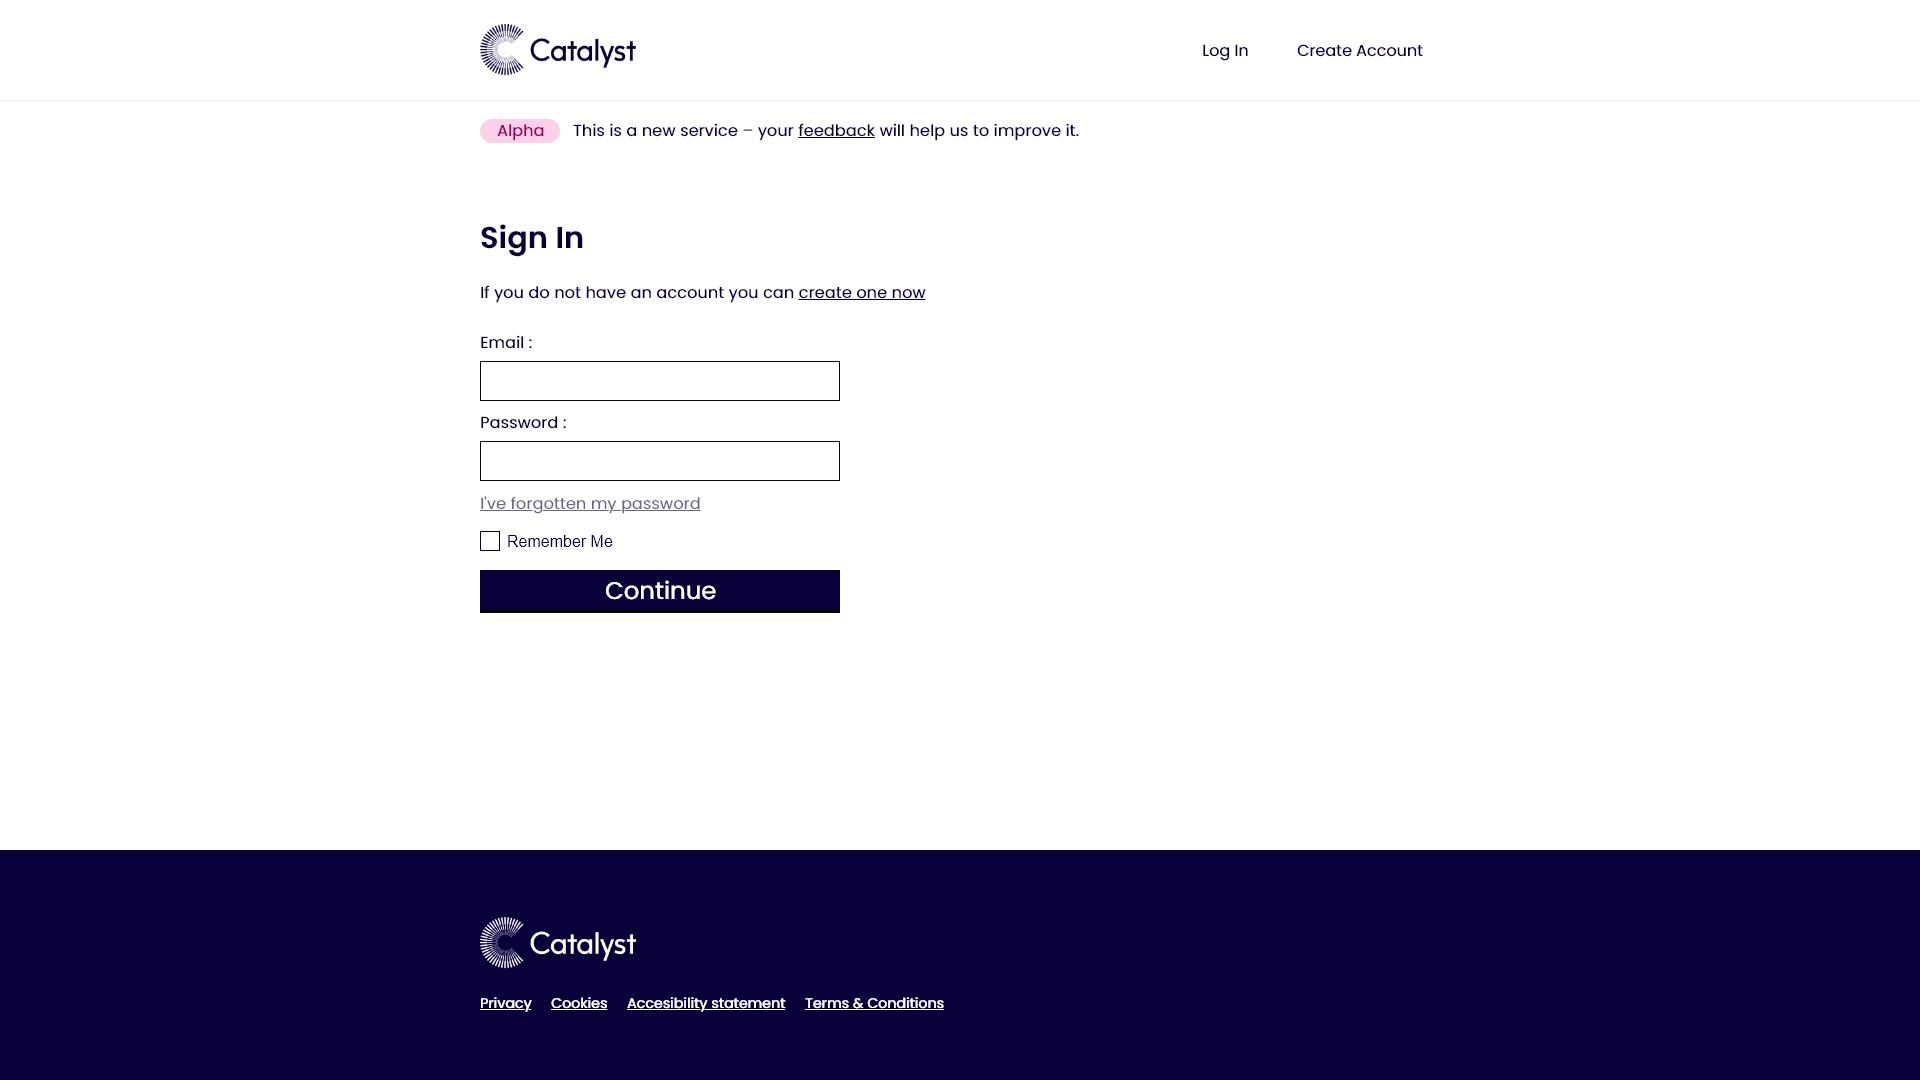 Catalyst
Log In
Create Account
Alpha
This is a new service – your feedback will help us to improve it.
Sign In
If you do not have an account you can create one now
Email :
Password :
I've forgotten my password
Remember Me
Continue
Catalyst
Privacy
Cookies
Accesibility statement
Terms & Conditions